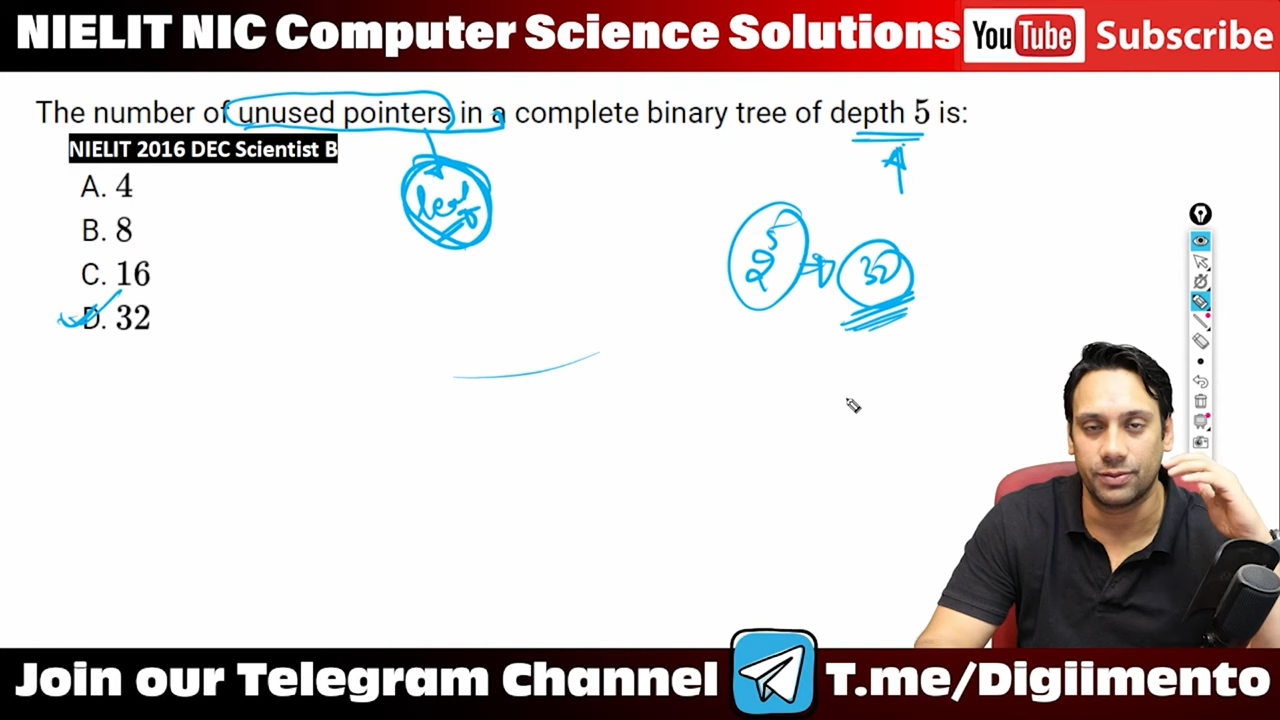 NIELIT NIC Computer Science Solutions YouTube Subscribe
The number of unused pointers in a complete binary tree of depth 5 is:
NIELIT 2016 DEC Scientist B
A. 4
leaf
B. 8
2^5 → 32
C. 16
D. 32
Join our Telegram Channel T.me/Digiimento